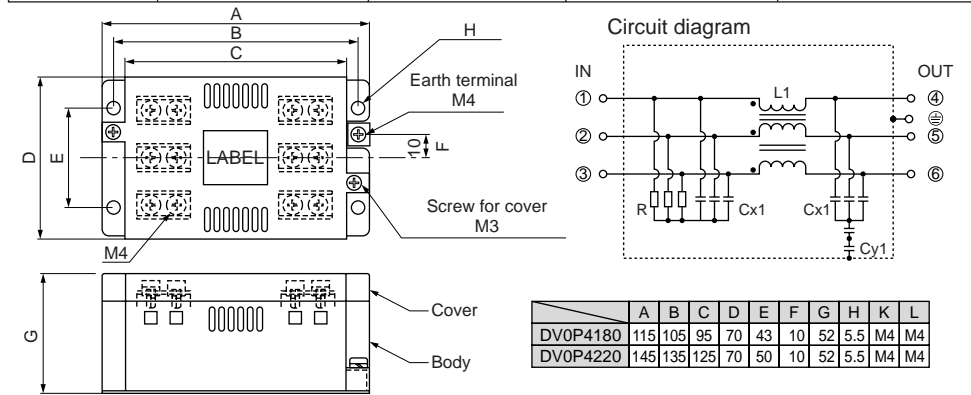 A
B
C
H
Earth terminal
M4
D
E
LABEL
10
F
Screw for cover
M3
M4
G
Cover
Body
Circuit diagram
IN
OUT
L1
①
④
②
⑤
③
⑥
R
Cx1
Cx1
Cy1
A B C D E F G H K L
DV0P4180 115 105 95 70 43 10 52 5.5 M4 M4
DV0P4220 145 135 125 70 50 10 52 5.5 M4 M4